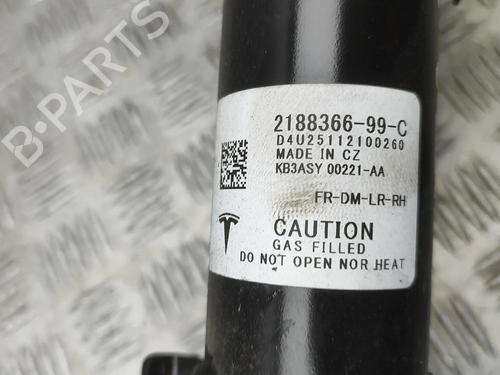 B-PARTS
2188366-99-C
D4U25112100260
MADE IN CZ
KB3ASY 00221-AA
FR-DM-LR-RH
CAUTION
GAS FILLED
DO NOT OPEN NOR HEAT